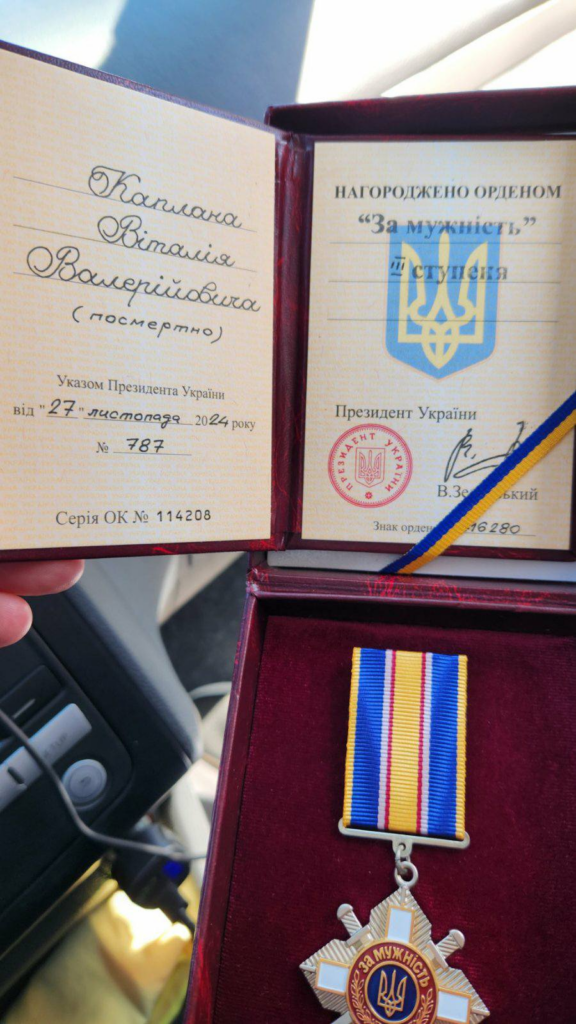 Каплана
Віталія
Валерійовича
(посмертно)
Указом Президента України
від "27" листопада 2024 року
№ 787
Серія ОК № 114208
НАГОРОДЖЕНО ОРДЕНОМ
“За мужність”
ІІІ ступеня
Президент України
ПРЕЗИДЕНТ УКРАЇНИ
Знак
ЗА МУЖНІСТЬ